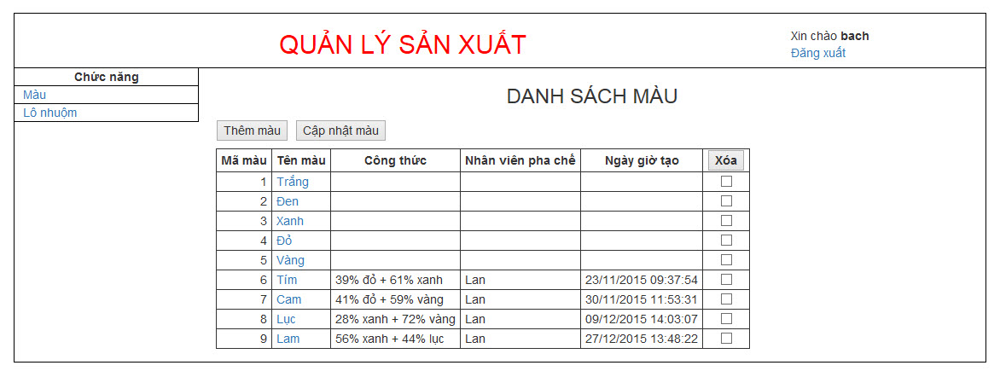 QUẢN LÝ SẢN XUẤT
Xin chào bach
Đăng xuất
Chức năng
Màu
Lô nhuộm
DANH SÁCH MÀU
Thêm màu Cập nhật màu
Mã màu Tên màu Công thức Nhân viên pha chế Ngày giờ tạo Xóa
1 Trắng
2 Đen
3 Xanh
4 Đỏ
5 Vàng
6 Tím 39% đỏ + 61% xanh Lan 23/11/2015 09:37:54
7 Cam 41% đỏ + 59% vàng Lan 30/11/2015 11:53:31
8 Lục 28% xanh + 72% vàng Lan 09/12/2015 14:03:07
9 Lam 56% xanh + 44% lục Lan 27/12/2015 13:48:22